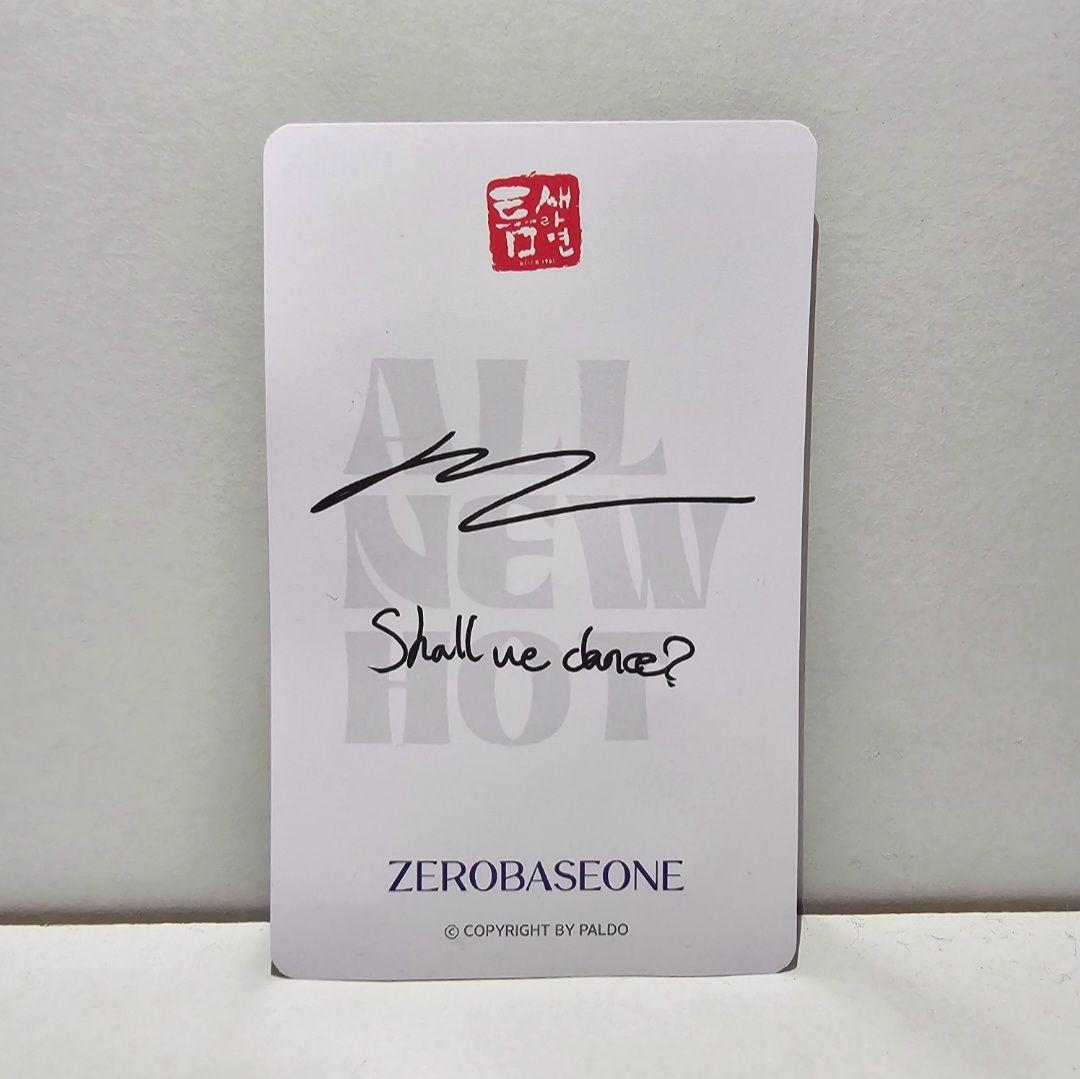 틈새
라면
ALL
NEW
HOT
Shall we dance?
ZEROBASEONE
© COPYRIGHT BY PALDO